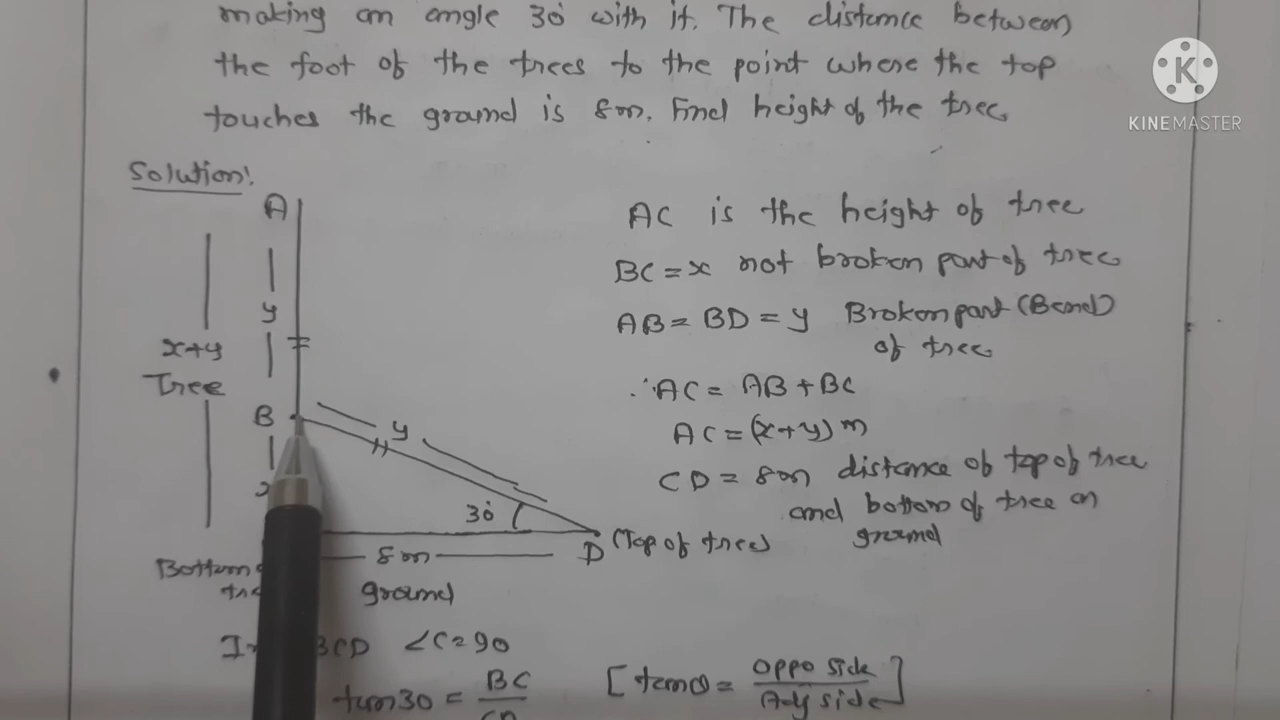 making an angle 30° with it. The distance between
the foot of the trees to the point where the top
touches the ground is 8m. Find height of the tree
KINEMASTER
Solution:
A
y
x+y
Tree
B
y
30°
8m
D (Top of tree)
Bottom
ground
AC is the height of tree
BC = x not broken part of tree
AB = BD = y Broken part (Bend)
of tree
∴ AC = AB + BC
AC = (x+y) m
CD = 8m distance of top of tree
and bottom of tree on
ground
BCD ∠C = 90
tan30 = BC
[tanθ = Oppo side / Adj side]